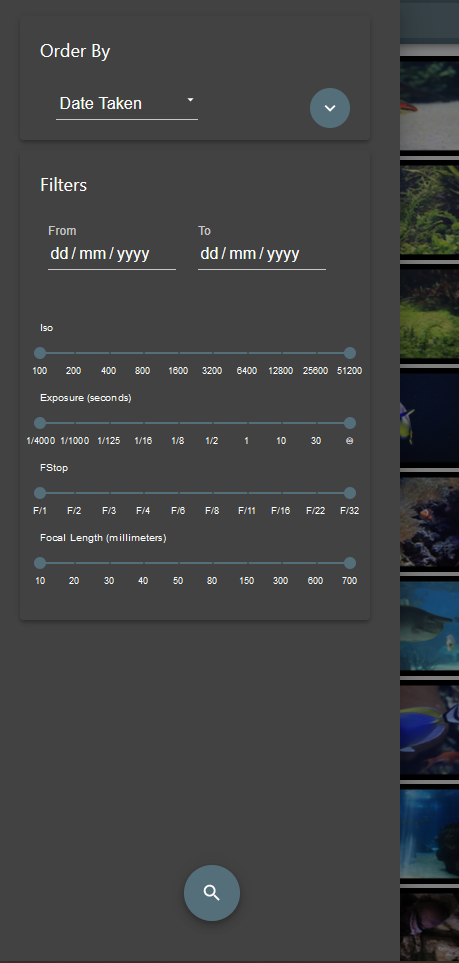 Order By
Date Taken
Filters
From To
dd / mm / yyyy dd / mm / yyyy
Iso
100 200 400 800 1600 3200 6400 12800 25600 51200
Exposure (seconds)
1/4000 1/1000 1/125 1/16 1/8 1/2 1 10 30 ∞
FStop
F/1 F/2 F/3 F/4 F/6 F/8 F/11 F/16 F/22 F/32
Focal Length (millimeters)
10 20 30 40 50 80 150 300 600 700